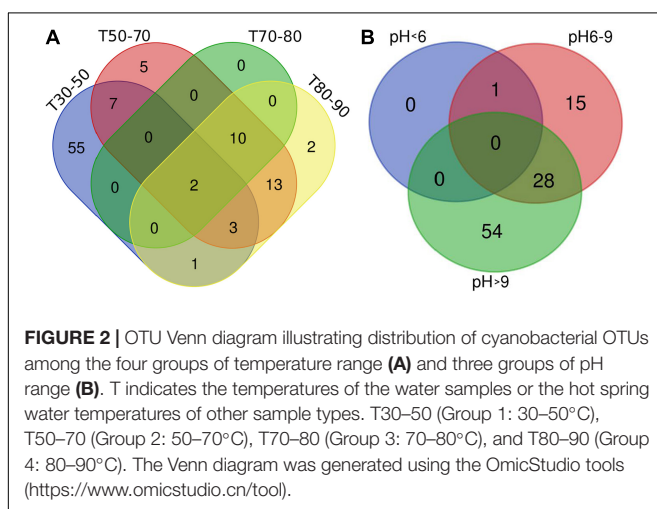 A
B
T50-70
T70-80
pH<6
pH6-9
T30-50
T80-90
5
0
7
0
0
55
0
10
2
0
2
13
0
3
1
0
1
15
0
0
28
54
pH>9
FIGURE 2 | OTU Venn diagram illustrating distribution of cyanobacterial OTUs
among the four groups of temperature range (A) and three groups of pH
range (B). T indicates the temperatures of the water samples or the hot spring
water temperatures of other sample types. T30–50 (Group 1: 30–50°C),
T50–70 (Group 2: 50–70°C), T70–80 (Group 3: 70–80°C), and T80–90 (Group
4: 80–90°C). The Venn diagram was generated using the OmicStudio tools
(https://www.omicstudio.cn/tool).